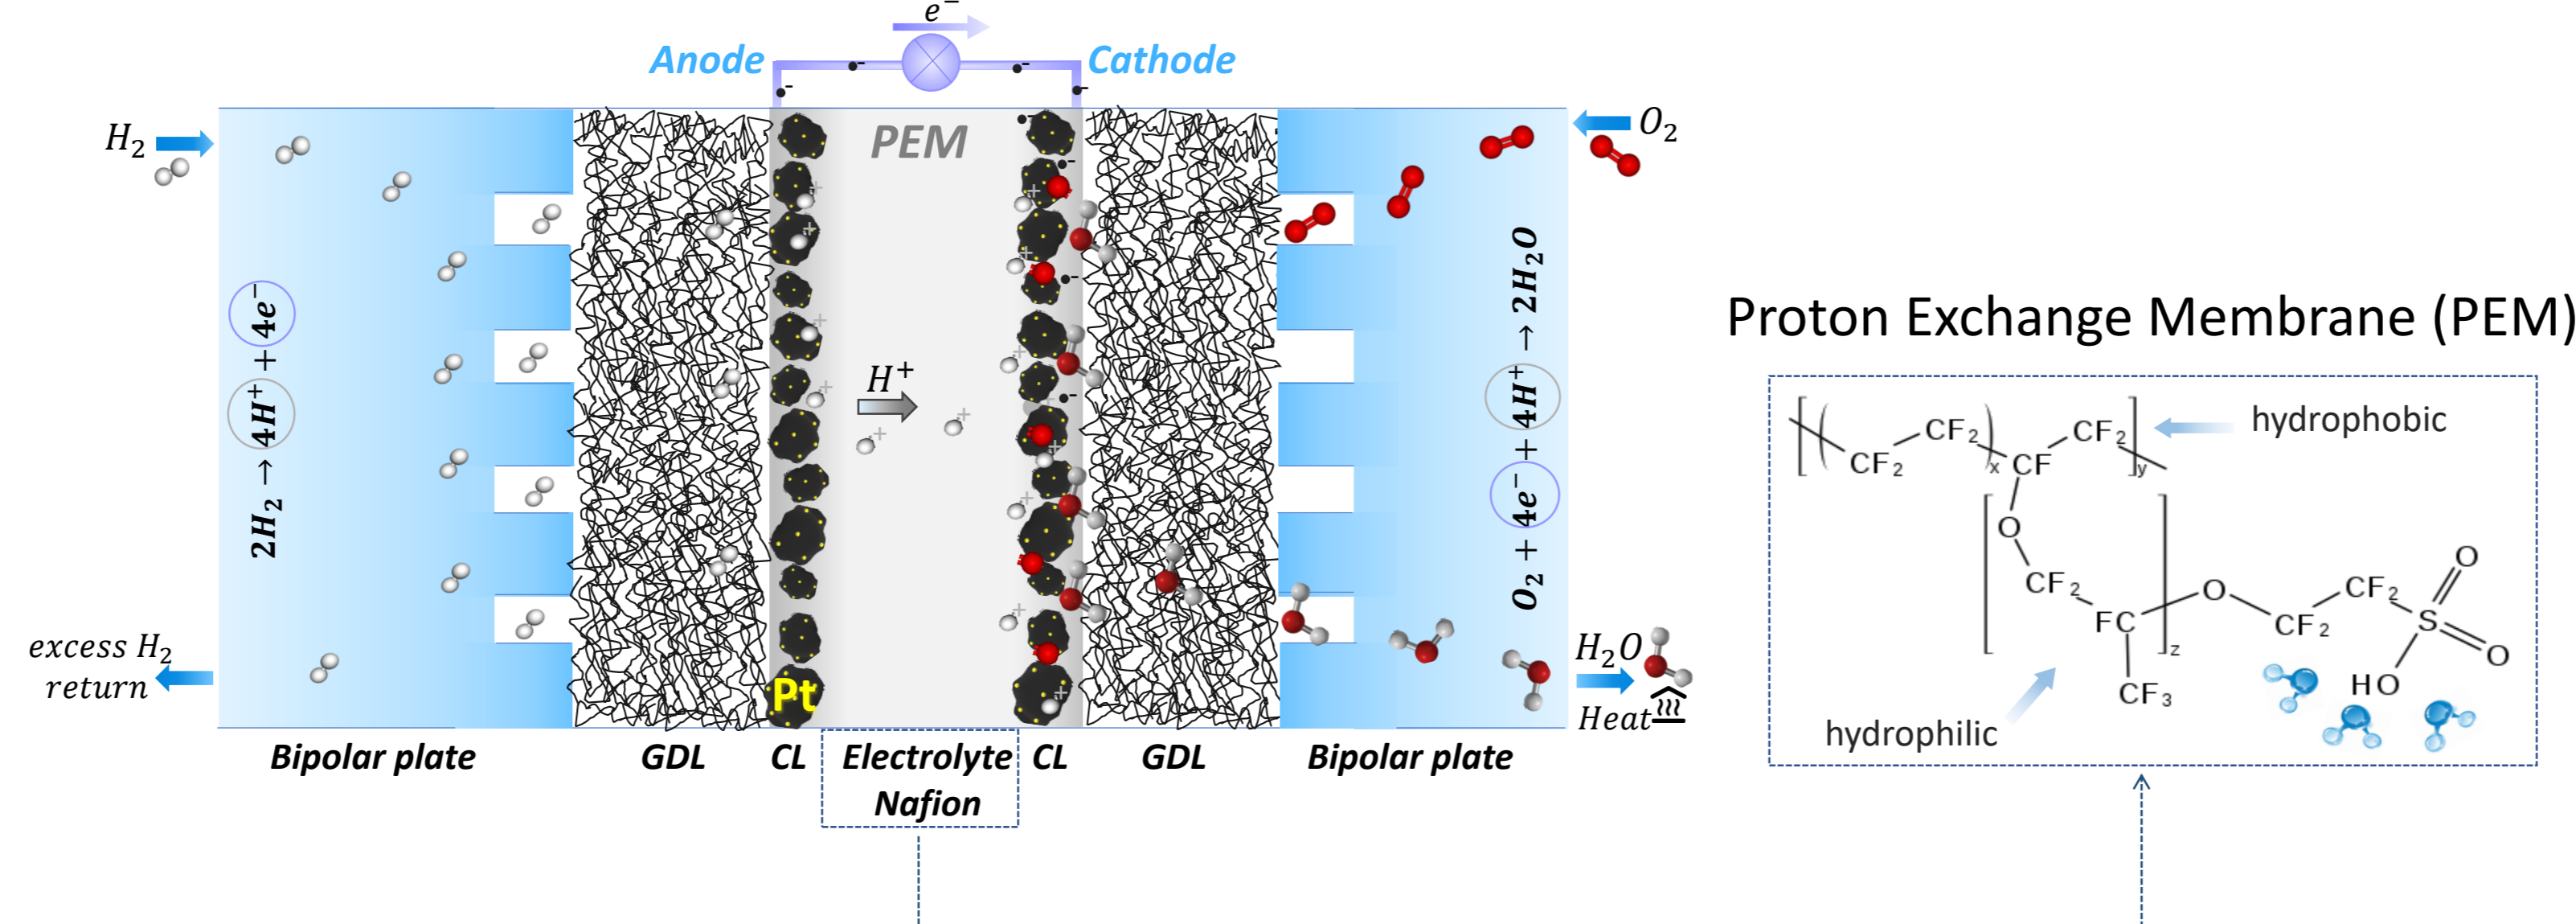 e⁻
Anode
Cathode
H₂
PEM
O₂
2H₂ → 4H⁺ + 4e⁻
H⁺
O₂ + 4e⁻ + 4H⁺ → 2H₂O
excess H₂
return
Pt
H₂O
Heat
Bipolar plate
GDL
CL
Electrolyte
Nafion
CL
GDL
Bipolar plate
Proton Exchange Membrane (PEM)
hydrophobic
CF₂
CF₂
x
CF
CF₂
y
O
CF₂
FC
CF₃
z
O
CF₂
CF₂
S
O
O
HO
hydrophilic